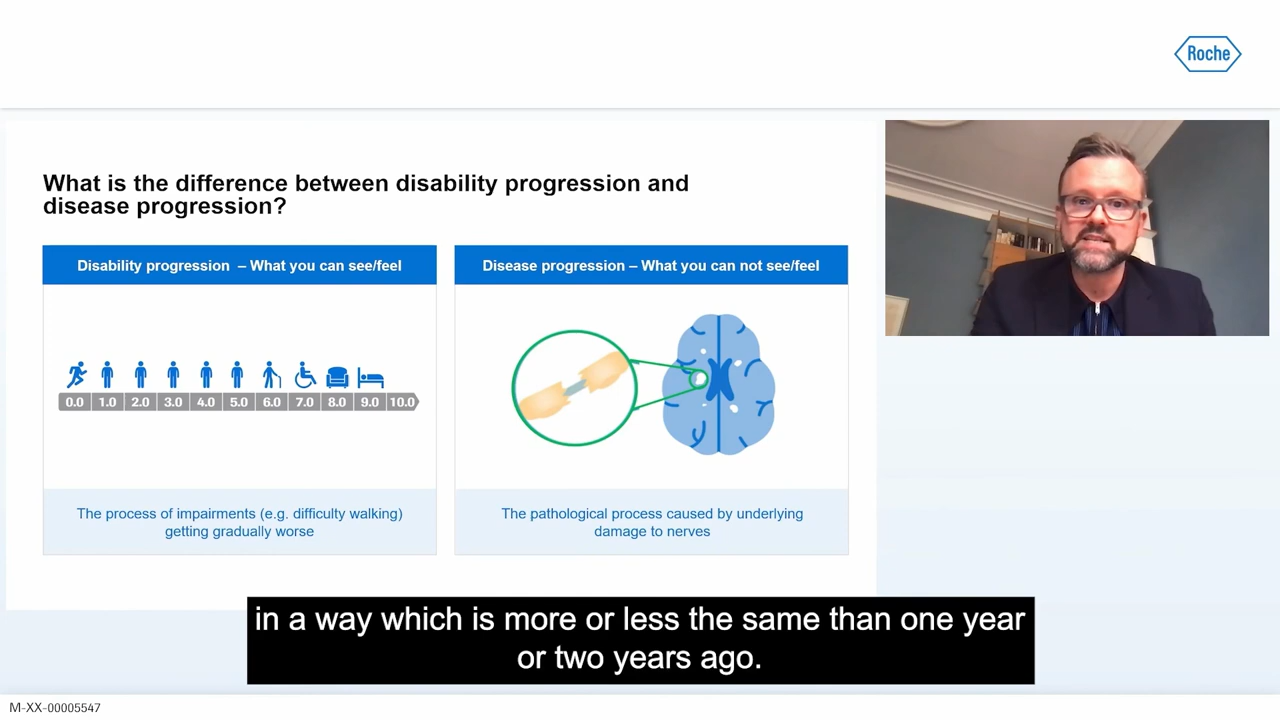 Roche
What is the difference between disability progression and
disease progression?
Disability progression – What you can see/feel
0.0 1.0 2.0 3.0 4.0 5.0 6.0 7.0 8.0 9.0 10.0
The process of impairments (e.g. difficulty walking)
getting gradually worse
Disease progression – What you can not see/feel
The pathological process caused by underlying
damage to nerves
in a way which is more or less the same than one year
or two years ago.
M-XX-00005547